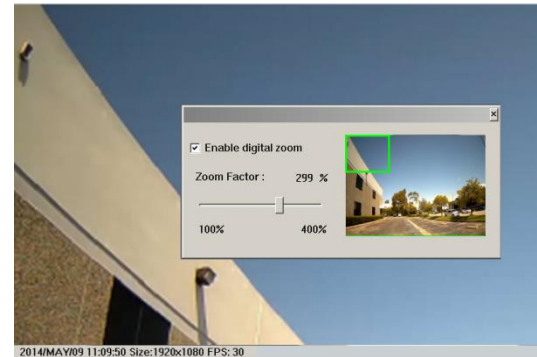 x
Enable digital zoom
Zoom Factor : 299 %
100% 400%
2014/MAY/09 11:09:50 Size:1920x1080 FPS: 30